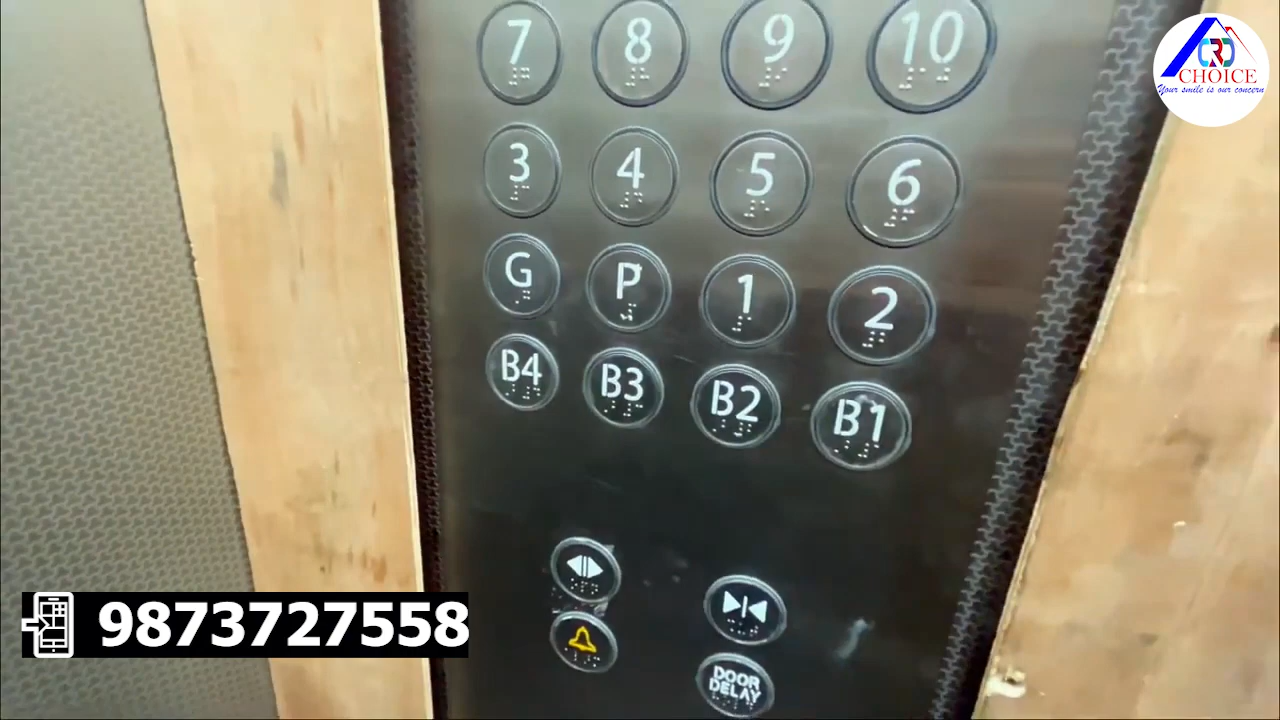 7 8 9 10
3 4 5 6
G P 1 2
B4 B3 B2 B1
DOOR
DELAY
9873727558
CRD
CHOICE
Your smile is our concern